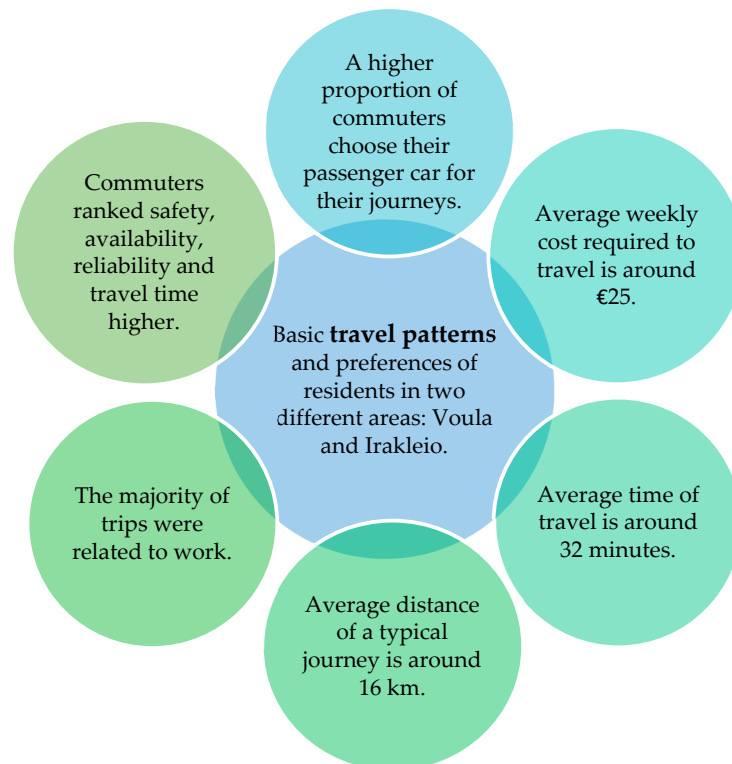 A higher
proportion of
commuters
choose their
passenger car for
their journeys.
Average weekly
cost required to
travel is around
€25.
Average time of
travel is around
32 minutes.
Average distance
of a typical
journey is around
16 km.
The majority of
trips were
related to work.
Commuters
ranked safety,
availability,
reliability and
travel time
higher.
Basic travel patterns
and preferences of
residents in two
different areas: Voula
and Irakleio.